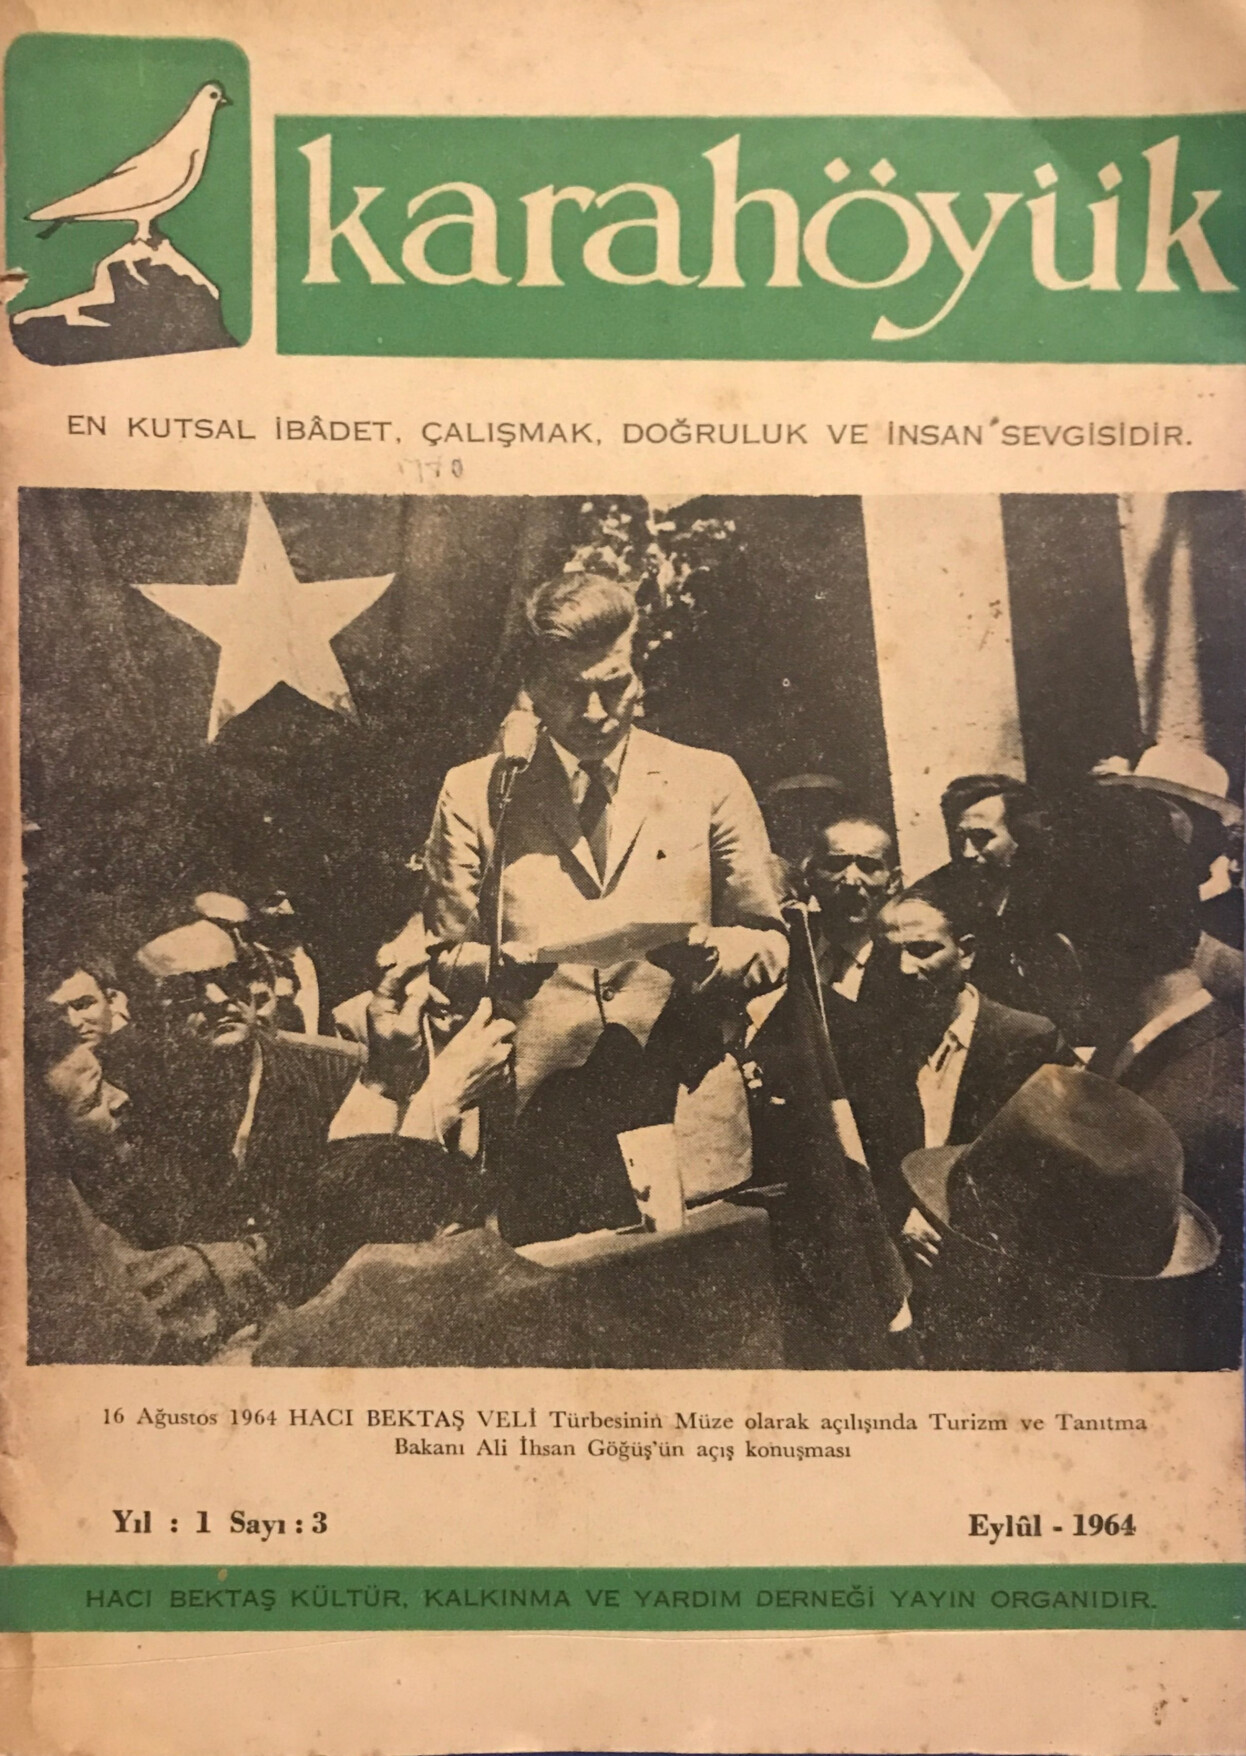 karahöyük
EN KUTSAL İBÂDET, ÇALIŞMAK, DOĞRULUK VE İNSAN SEVGİSİDİR.
16 Ağustos 1964 HACI BEKTAŞ VELİ Türbesinin Müze olarak açılışında Turizm ve Tanıtma
Bakanı Ali İhsan Göğüş'ün açış konuşması
Yıl : 1 Sayı : 3
Eylûl - 1964
HACI BEKTAŞ KÜLTÜR, KALKINMA VE YARDIM DERNEĞİ YAYIN ORGANIDIR.